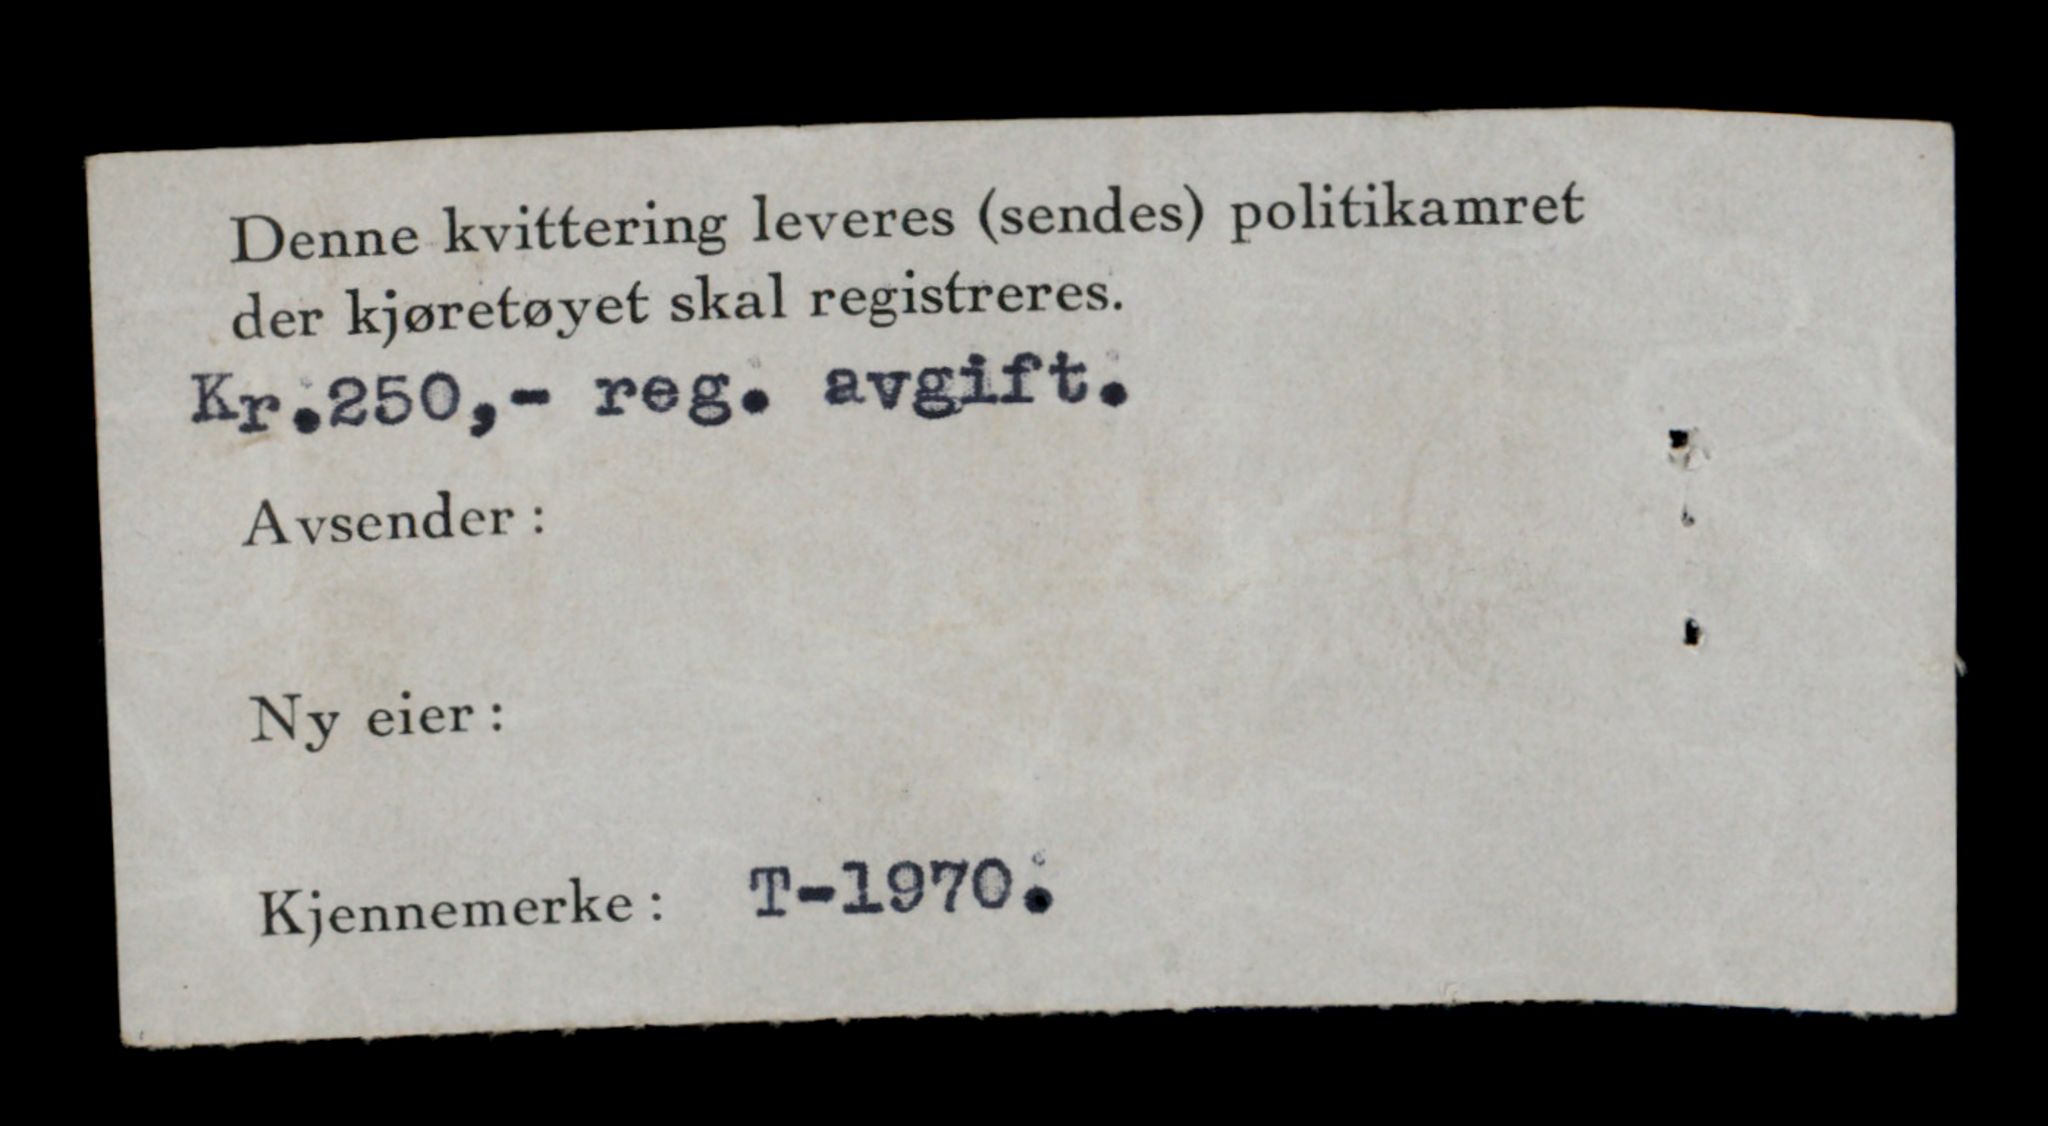 Denne kvittering leveres (sendes) politikamret
der kjøretøyet skal registreres.
Kr.250,- reg. avgift.
Avsender :
Ny eier :
Kjennemerke : T-1970.